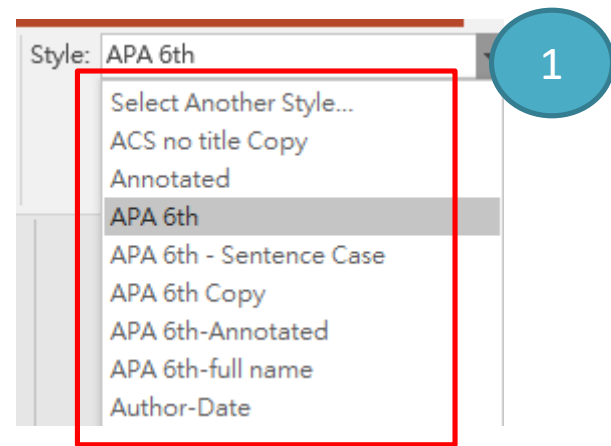 Style: APA 6th
1
Select Another Style...
ACS no title Copy
Annotated
APA 6th
APA 6th - Sentence Case
APA 6th Copy
APA 6th-Annotated
APA 6th-full name
Author-Date